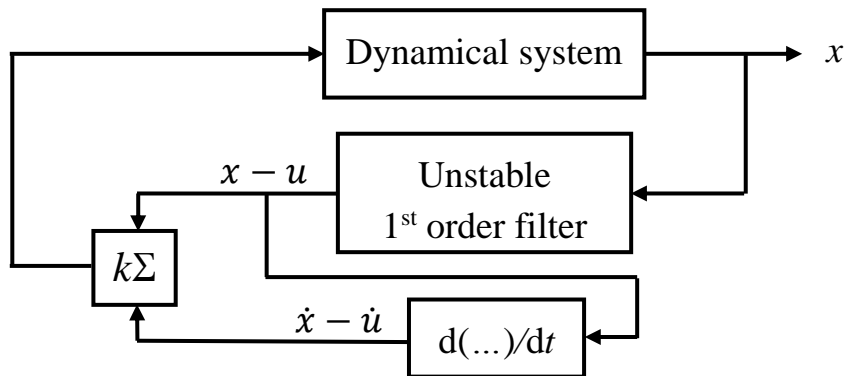 Dynamical system
x
x − u
Unstable
1st order filter
kΣ
ẋ − u̇
d(...)/dt